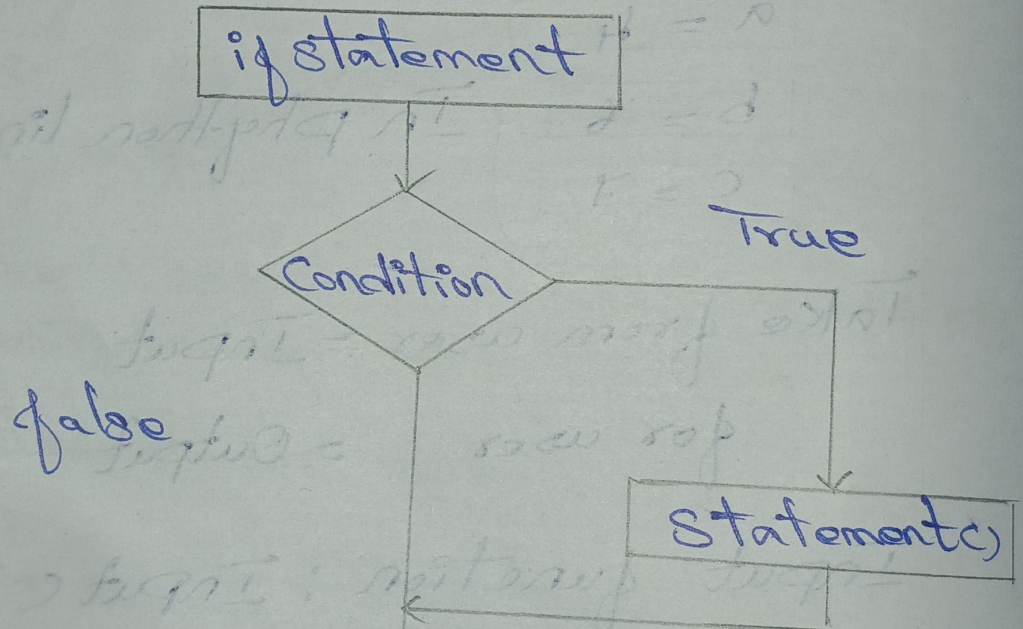 if statement
True
Condition
false
Statement()